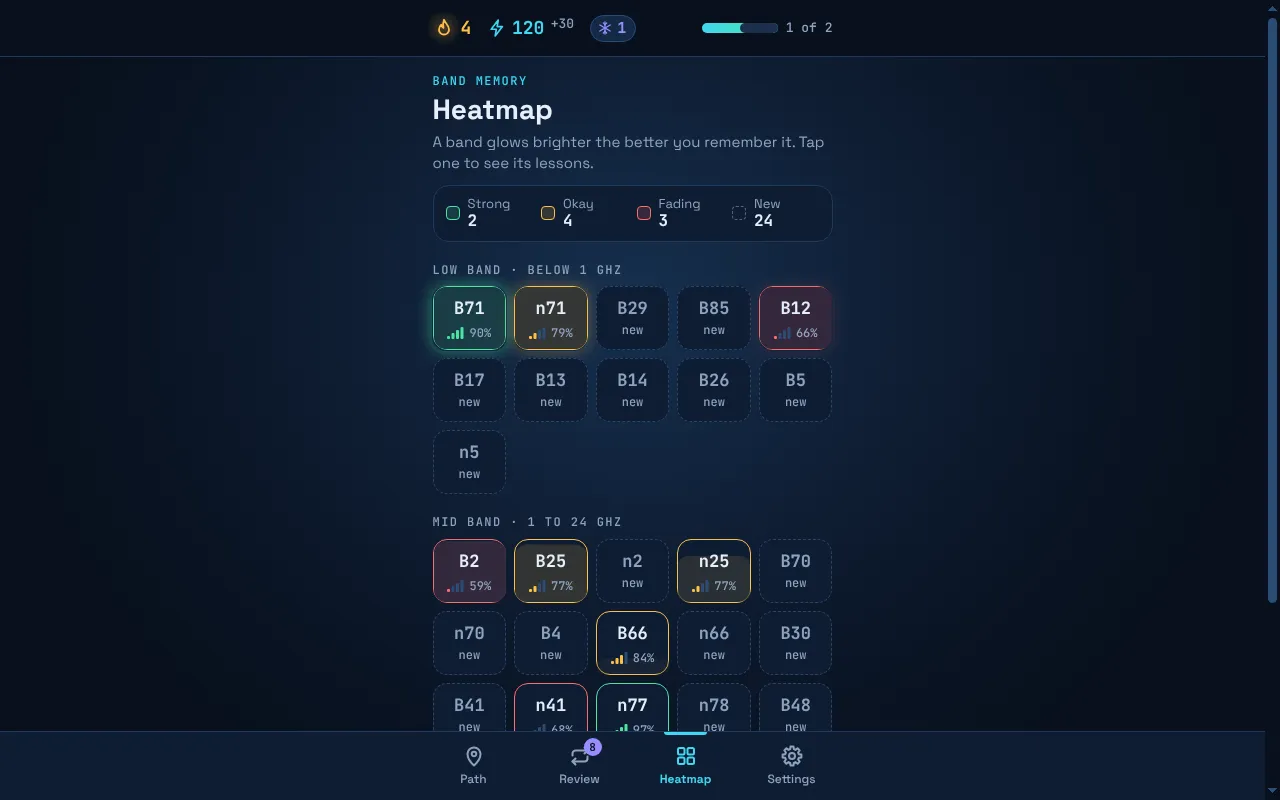 4 120 +30 1 1 of 2
BAND MEMORY
Heatmap
A band glows brighter the better you remember it. Tap
one to see its lessons.
Strong Okay Fading New
2 4 3 24
LOW BAND · BELOW 1 GHZ
B71 n71 B29 B85 B12
90% 79% new new 66%
B17 B13 B14 B26 B5
new new new new new
n5
new
MID BAND · 1 TO 24 GHZ
B2 B25 n2 n25 B70
59% 77% new 77% new
n70 B4 B66 n66 B30
new new 84% new new
B41 n41 n77 n78 B48
new 68% 97% new new
8
Path Review Heatmap Settings